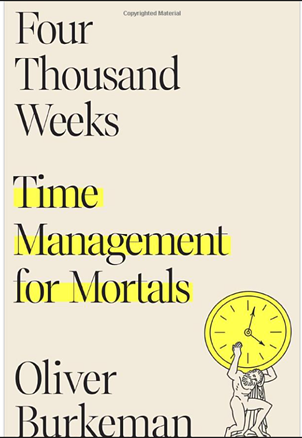 Copyrighted Material
Four
Thousand
Weeks
Time
Management
for Mortals
Oliver
Burkeman